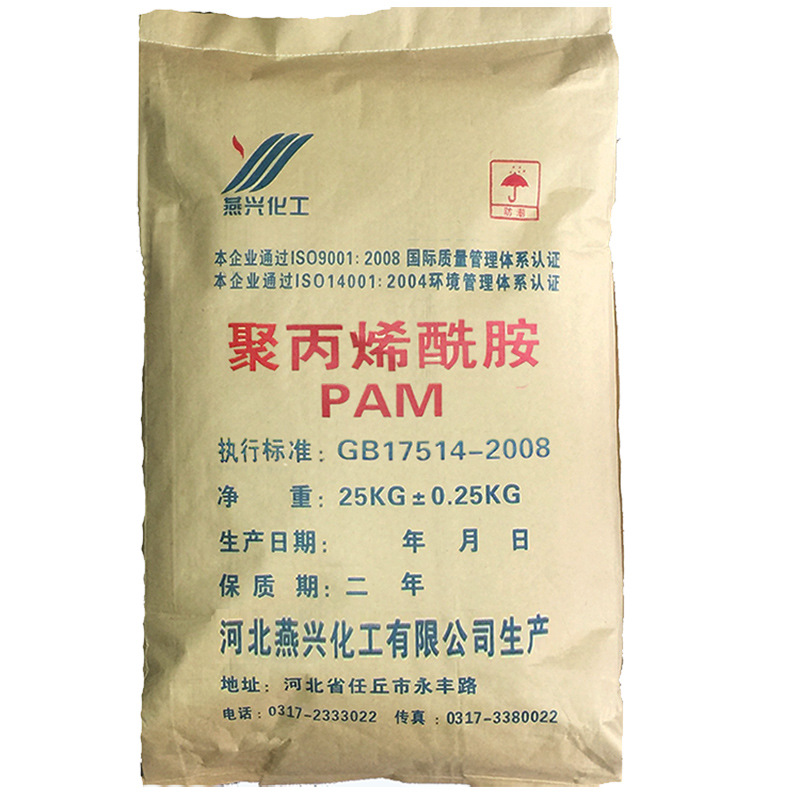 燕兴化工
防潮
本企业通过ISO9001:2008 国际质量管理体系认证
本企业通过ISO14001:2004环境管理体系认证
聚丙烯酰胺
PAM
执行标准:GB17514-2008
净 重:25KG±0.25KG
生产日期: 年 月 日
保 质 期:二 年
河北燕兴化工有限公司生产
地址:河北省任丘市永丰路
电话:0317-2333022 传真:0317-3380022